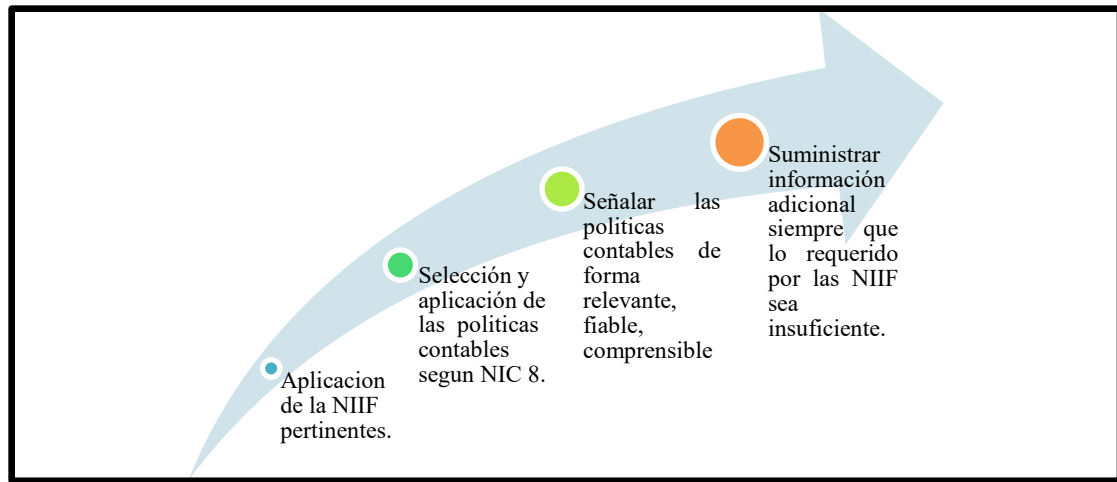 Aplicacion
de la NIIF
pertinentes.
Selección y
aplicación de
las politicas
contables
segun NIC 8.
Señalar las
politicas
contables de
forma
relevante,
fiable,
comprensible
Suministrar
información
adicional
siempre que
lo requerido
por las NIIF
sea
insuficiente.